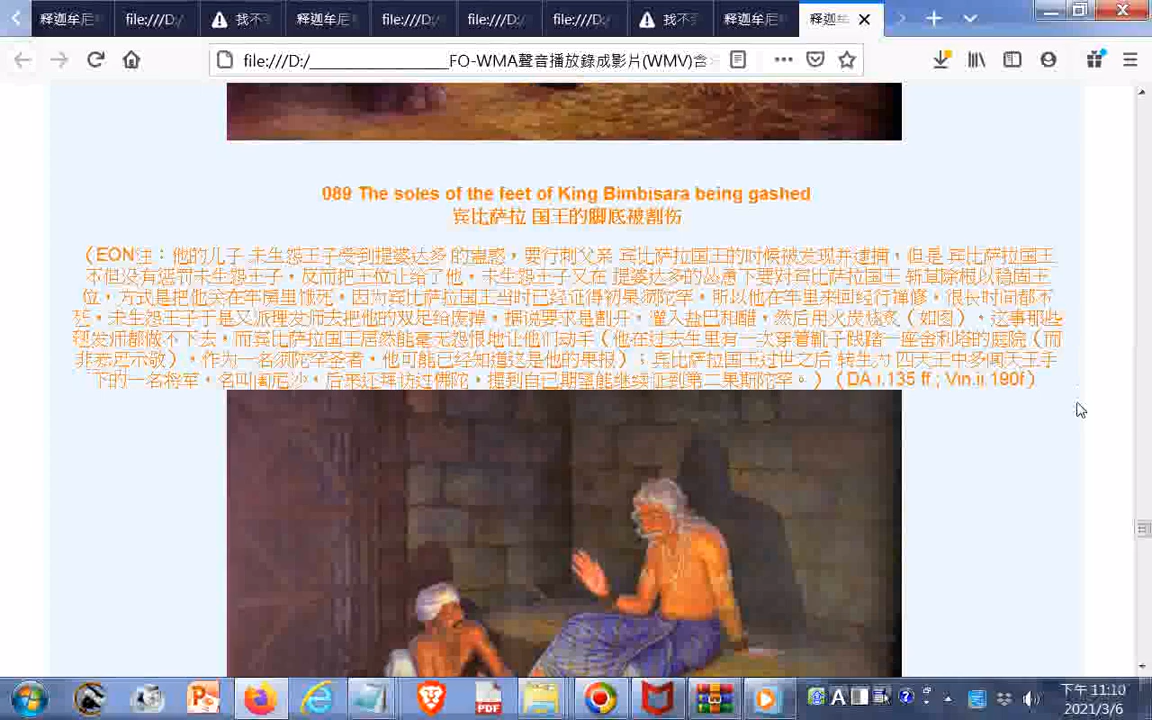 释迦牟尼
file:///D:/
找不
释迦牟尼
file:///D:/
file:///D:/
file:///D:/
找不
释迦牟尼
释迦
file:///D:/__________________FO-WMA聲音播放錄成影片(WMV)含
089 The soles of the feet of King Bimbisara being gashed
宾比萨拉 国王的脚底被割伤
（EON注：他的儿子 未生怨王子受到提婆达多 的蛊惑，要行刺父亲 宾比萨拉国王的时候被发现并逮捕，但是 宾比萨拉国王
不但没有惩罚未生怨王子，反而把王位让给了他，未生怨王子又在 提婆达多的怂恿下要对宾比萨拉国王 斩草除根以稳固王
位，方式是把他关在牢房里饿死，因为宾比萨拉国王当时已经证得初果须陀罕，所以他在牢里来回经行禅修，很长时间都不
死，未生怨王子于是又派理发师去把他的双足给废掉，据说要求是割开，灌入盐巴和醋，然后用火炭烧炙（如图）、这事那些
理发师都做不下去，而宾比萨拉国王居然能毫无怨恨地让他们动手（他在过去生里有一次穿着靴子践踏一座舍利塔的庭院（而
非赤足示敬），作为一名须陀罕圣者，他可能已经知道这是他的果报）；宾比萨拉国王过世之后 转生为 四天王中多闻天王手
下的一名将军，名叫阇尼沙，后来还拜访过佛陀，提到自己期望能继续证到第二果斯陀罕。）（DA i.135 ff ; Vin.ii.190f）
PDF
A
下午 11:10
2021/3/6